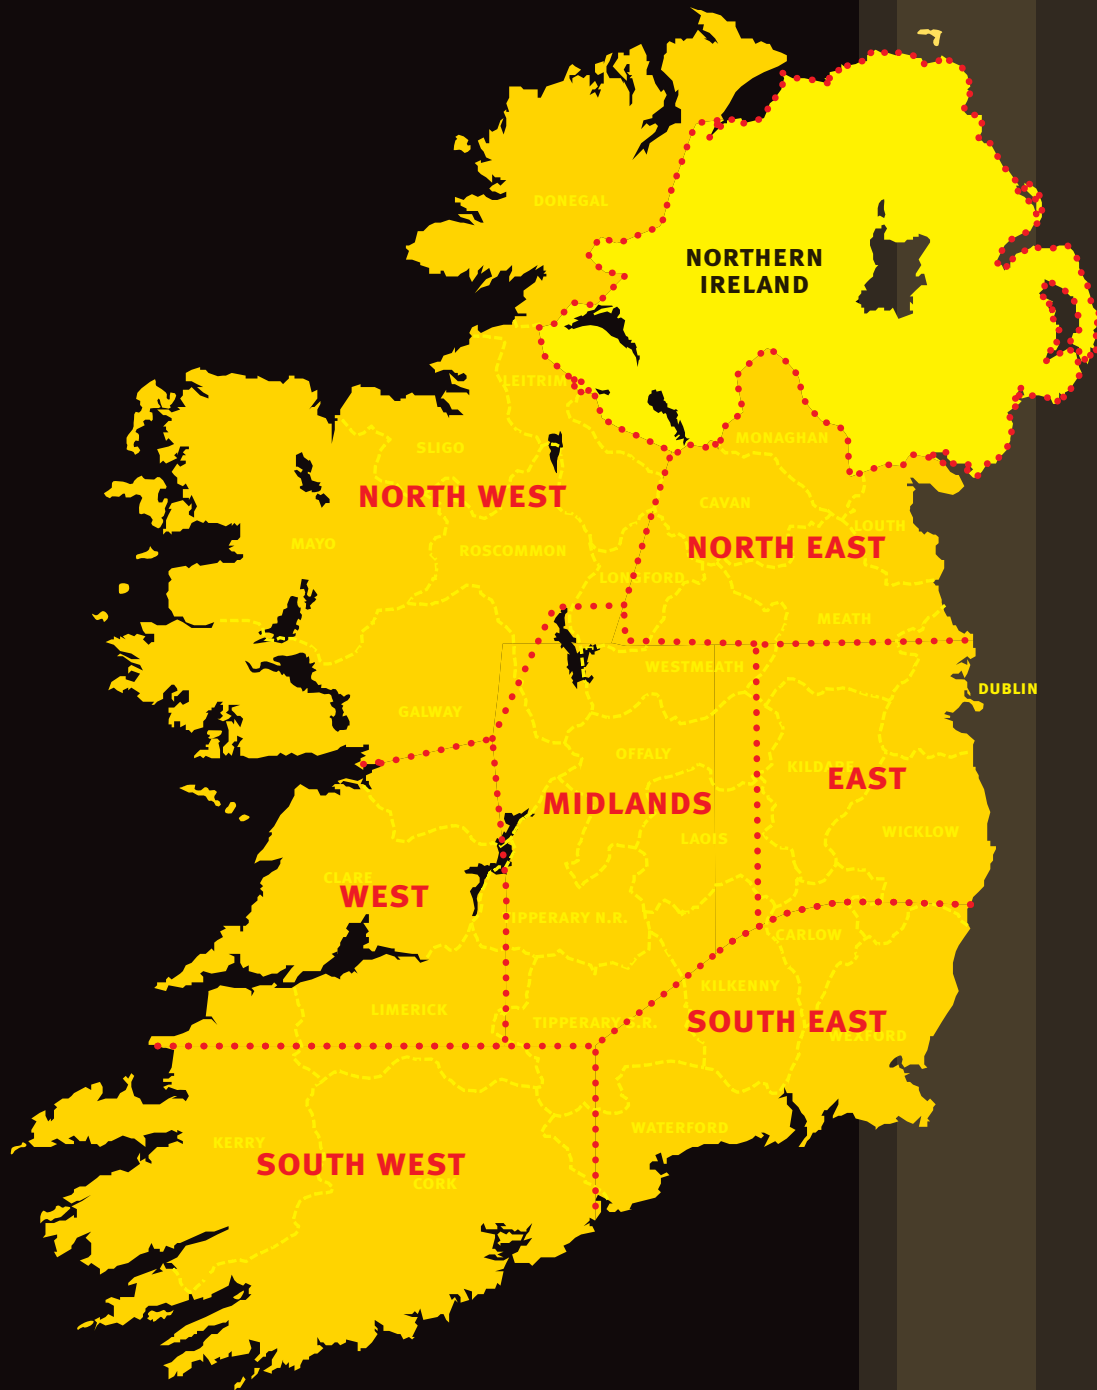 DONEGAL
NORTHERN
IRELAND
LEITRIM
MONAGHAN
SLIGO
NORTH WEST
CAVAN
LOUTH
MAYO
ROSCOMMON
NORTH EAST
LONGFORD
MEATH
WESTMEATH
DUBLIN
GALWAY
OFFALY
KILDARE
EAST
MIDLANDS
WICKLOW
LAOIS
CLARE
WEST
TIPPERARY N.R.
CARLOW
KILKENNY
LIMERICK
TIPPERARY S.R.
SOUTH EAST
WEXFORD
WATERFORD
KERRY
SOUTH WEST
CORK